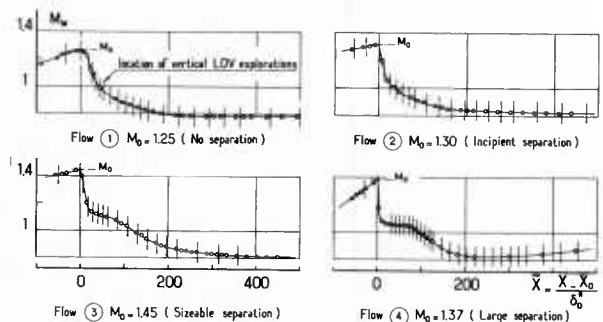 1.4
M_w
M_0
location of vertical LDV explorations
1
Flow ① M_0 = 1.25 ( No separation )
M_0
Flow ② M_0 = 1.30 ( Incipient separation )
1.4
M_0
1
0 200 400
Flow ③ M_0 = 1.45 ( Sizeable separation )
M_0
0 200 400
X̃ = (X - X_0) / δ_0*
Flow ④ M_0 = 1.37 ( Large separation )